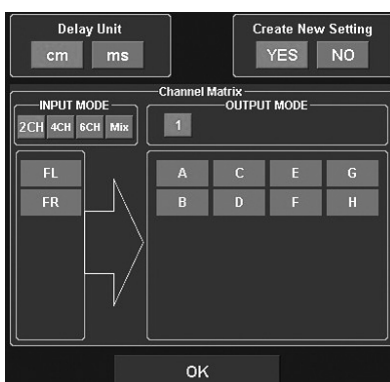 Delay Unit
cm ms
Create New Setting
YES NO
Channel Matrix
INPUT MODE
2CH 4CH 6CH Mix
OUTPUT MODE
1
FL
FR
A C E G
B D F H
OK